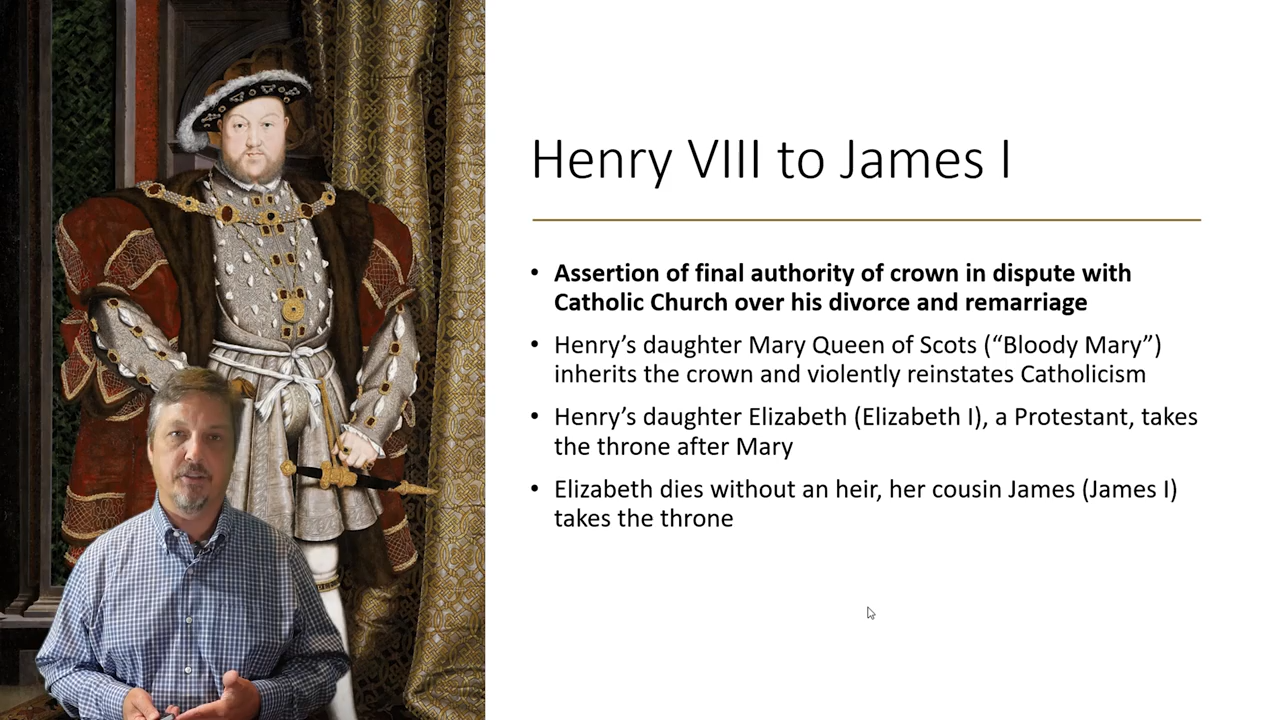 Henry VIII to James I
• Assertion of final authority of crown in dispute with
Catholic Church over his divorce and remarriage
• Henry’s daughter Mary Queen of Scots (“Bloody Mary”)
inherits the crown and violently reinstates Catholicism
• Henry’s daughter Elizabeth (Elizabeth I), a Protestant, takes
the throne after Mary
• Elizabeth dies without an heir, her cousin James (James I)
takes the throne